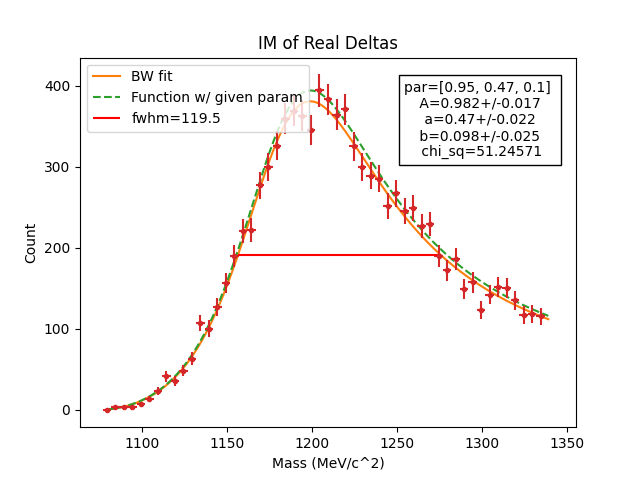 IM of Real Deltas
BW fit
Function w/ given param
fwhm=119.5
par=[0.95, 0.47, 0.1]
A=0.982+/-0.017
a=0.47+/-0.022
b=0.098+/-0.025
chi_sq=51.24571
Count
400
300
200
100
0
1100 1150 1200 1250 1300 1350
Mass (MeV/c^2)